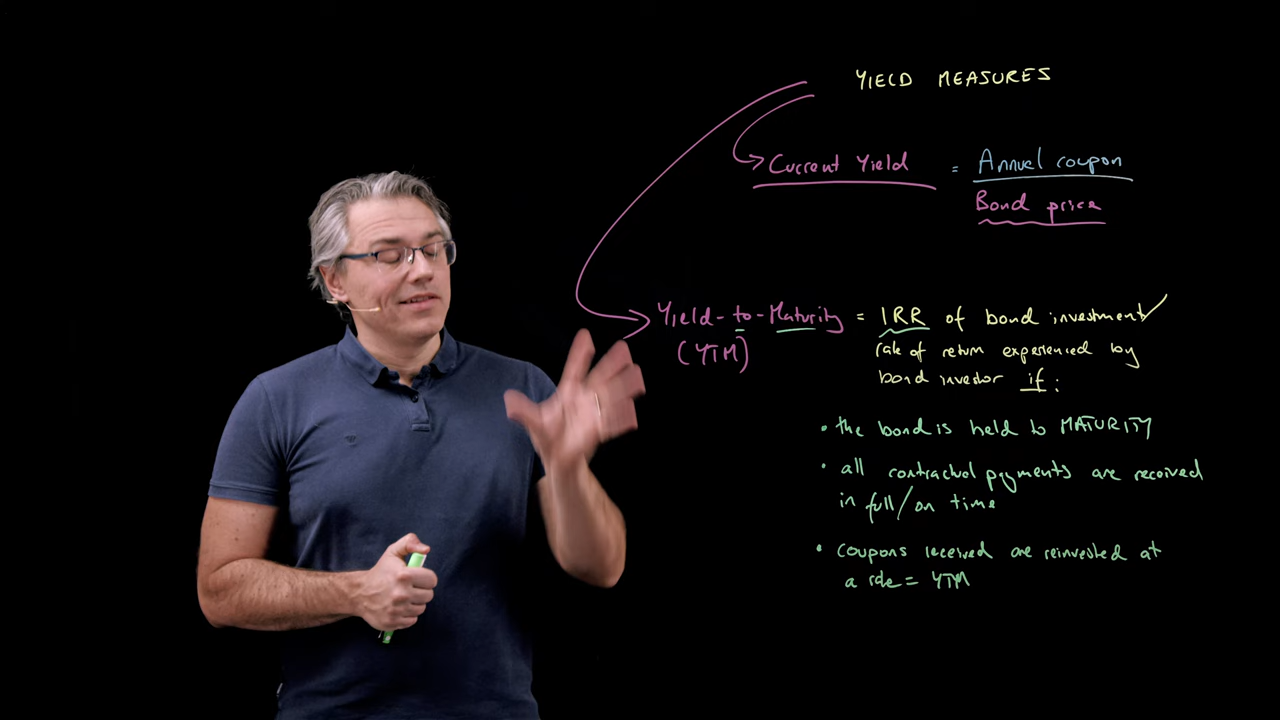 YIELD MEASURES
Current Yield = Annual coupon
Bond price
Yield-to-Maturity = IRR of bond investment
(YTM)
rate of return experienced by
bond investor if:
• the bond is held to MATURITY
• all contractual payments are received
in full/on time
• coupons received are reinvested at
a rate = YTM